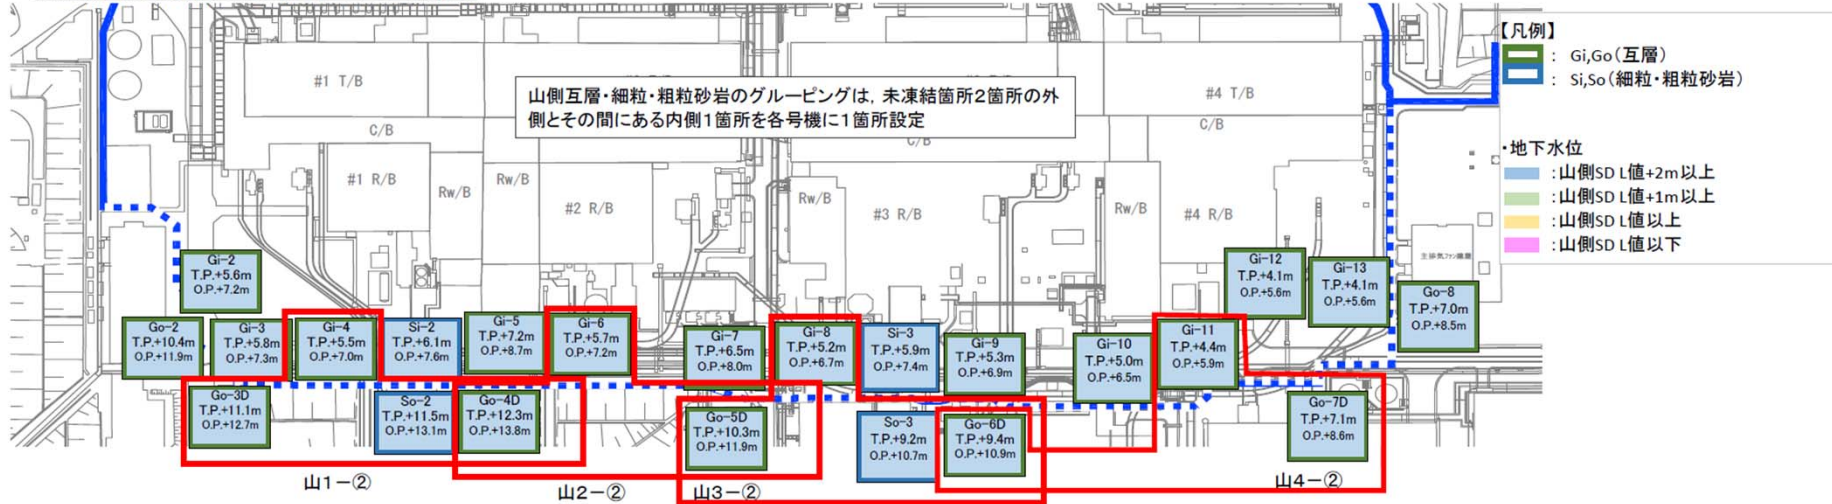 【凡例】
： Gi,Go（互層）
： Si,So（細粒・粗粒砂岩）
・地下水位
：山側SD L値+2m以上
：山側SD L値+1m以上
：山側SD L値以上
：山側SD L値以下
#1 T/B
#4 T/B
山側互層・細粒・粗粒砂岩のグルーピングは，未凍結箇所2箇所の外
側とその間にある内側1箇所を各号機に1箇所設定
C/B
C/B
C/B
#1 R/B
Rw/B
Rw/B
#2 R/B
Rw/B
#3 R/B
Rw/B
#4 R/B
主排気ファン建屋
Gi-2
T.P.+5.6m
O.P.+7.2m
Gi-12
T.P.+4.1m
O.P.+5.6m
Gi-13
T.P.+4.1m
O.P.+5.6m
Go-8
T.P.+7.0m
O.P.+8.5m
Go-2
T.P.+10.4m
O.P.+11.9m
Gi-3
T.P.+5.8m
O.P.+7.3m
Gi-4
T.P.+5.5m
O.P.+7.0m
Si-2
T.P.+6.1m
O.P.+7.6m
Gi-5
T.P.+7.2m
O.P.+8.7m
Gi-6
T.P.+5.7m
O.P.+7.2m
Gi-7
T.P.+6.5m
O.P.+8.0m
Gi-8
T.P.+5.2m
O.P.+6.7m
Si-3
T.P.+5.9m
O.P.+7.4m
Gi-9
T.P.+5.3m
O.P.+6.9m
Gi-10
T.P.+5.0m
O.P.+6.5m
Gi-11
T.P.+4.4m
O.P.+5.9m
Go-3D
T.P.+11.1m
O.P.+12.7m
So-2
T.P.+11.5m
O.P.+13.1m
Go-4D
T.P.+12.3m
O.P.+13.8m
Go-5D
T.P.+10.3m
O.P.+11.9m
So-3
T.P.+9.2m
O.P.+10.7m
Go-6D
T.P.+9.4m
O.P.+10.9m
Go-7D
T.P.+7.1m
O.P.+8.6m
山1－②
山2－②
山3－②
山4－②